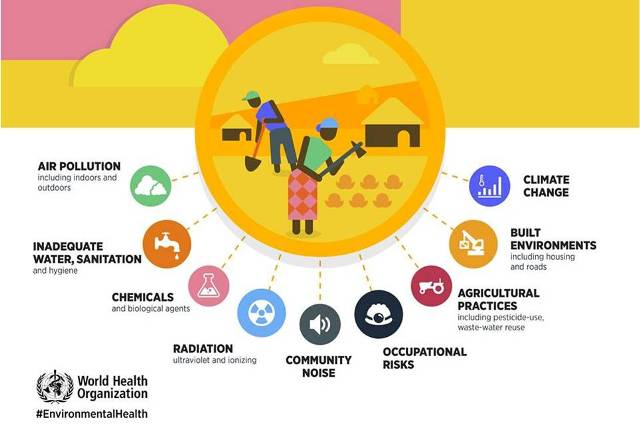 AIR POLLUTION
including indoors and
outdoors
INADEQUATE
WATER, SANITATION
and hygiene
CHEMICALS
and biological agents
RADIATION
ultraviolet and ionizing
COMMUNITY
NOISE
OCCUPATIONAL
RISKS
AGRICULTURAL
PRACTICES
including pesticide-use,
waste-water reuse
BUILT
ENVIRONMENTS
including housing
and roads
CLIMATE
CHANGE
World Health
Organization
#EnvironmentalHealth